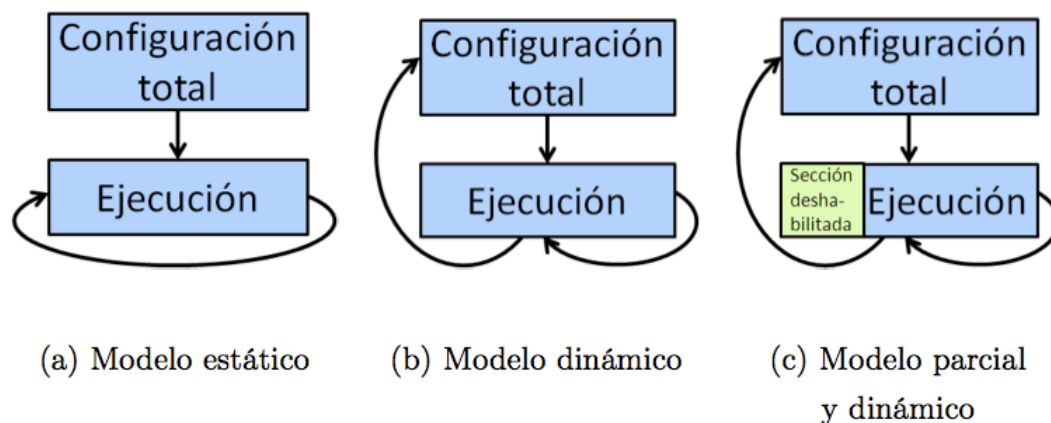 Configuración
total
Ejecución
(a) Modelo estático
Configuración
total
Ejecución
(b) Modelo dinámico
Configuración
total
Sección
desha-
bilitada
Ejecución
(c) Modelo parcial
y dinámico